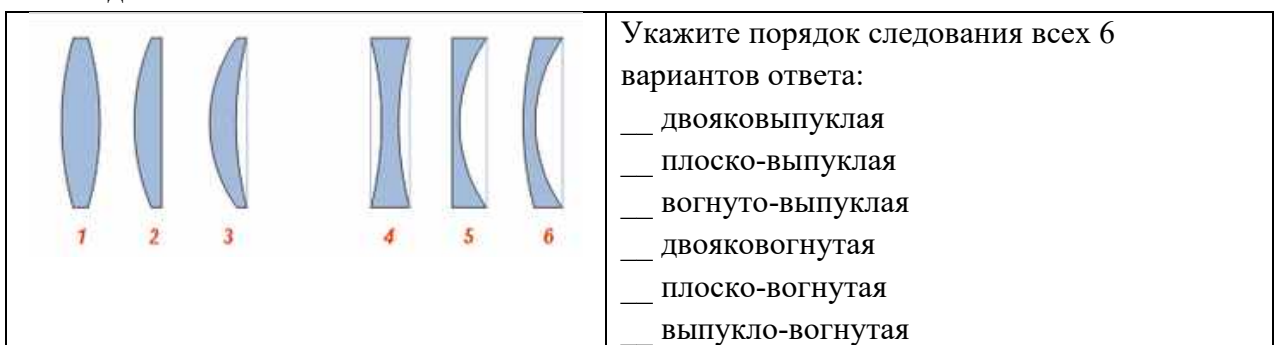 Укажите порядок следования всех 6
вариантов ответа:
__ двояковыпуклая
__ плоско-выпуклая
__ вогнуто-выпуклая
__ двояковогнутая
__ плоско-вогнутая
__ выпукло-вогнутая
1 2 3 4 5 6